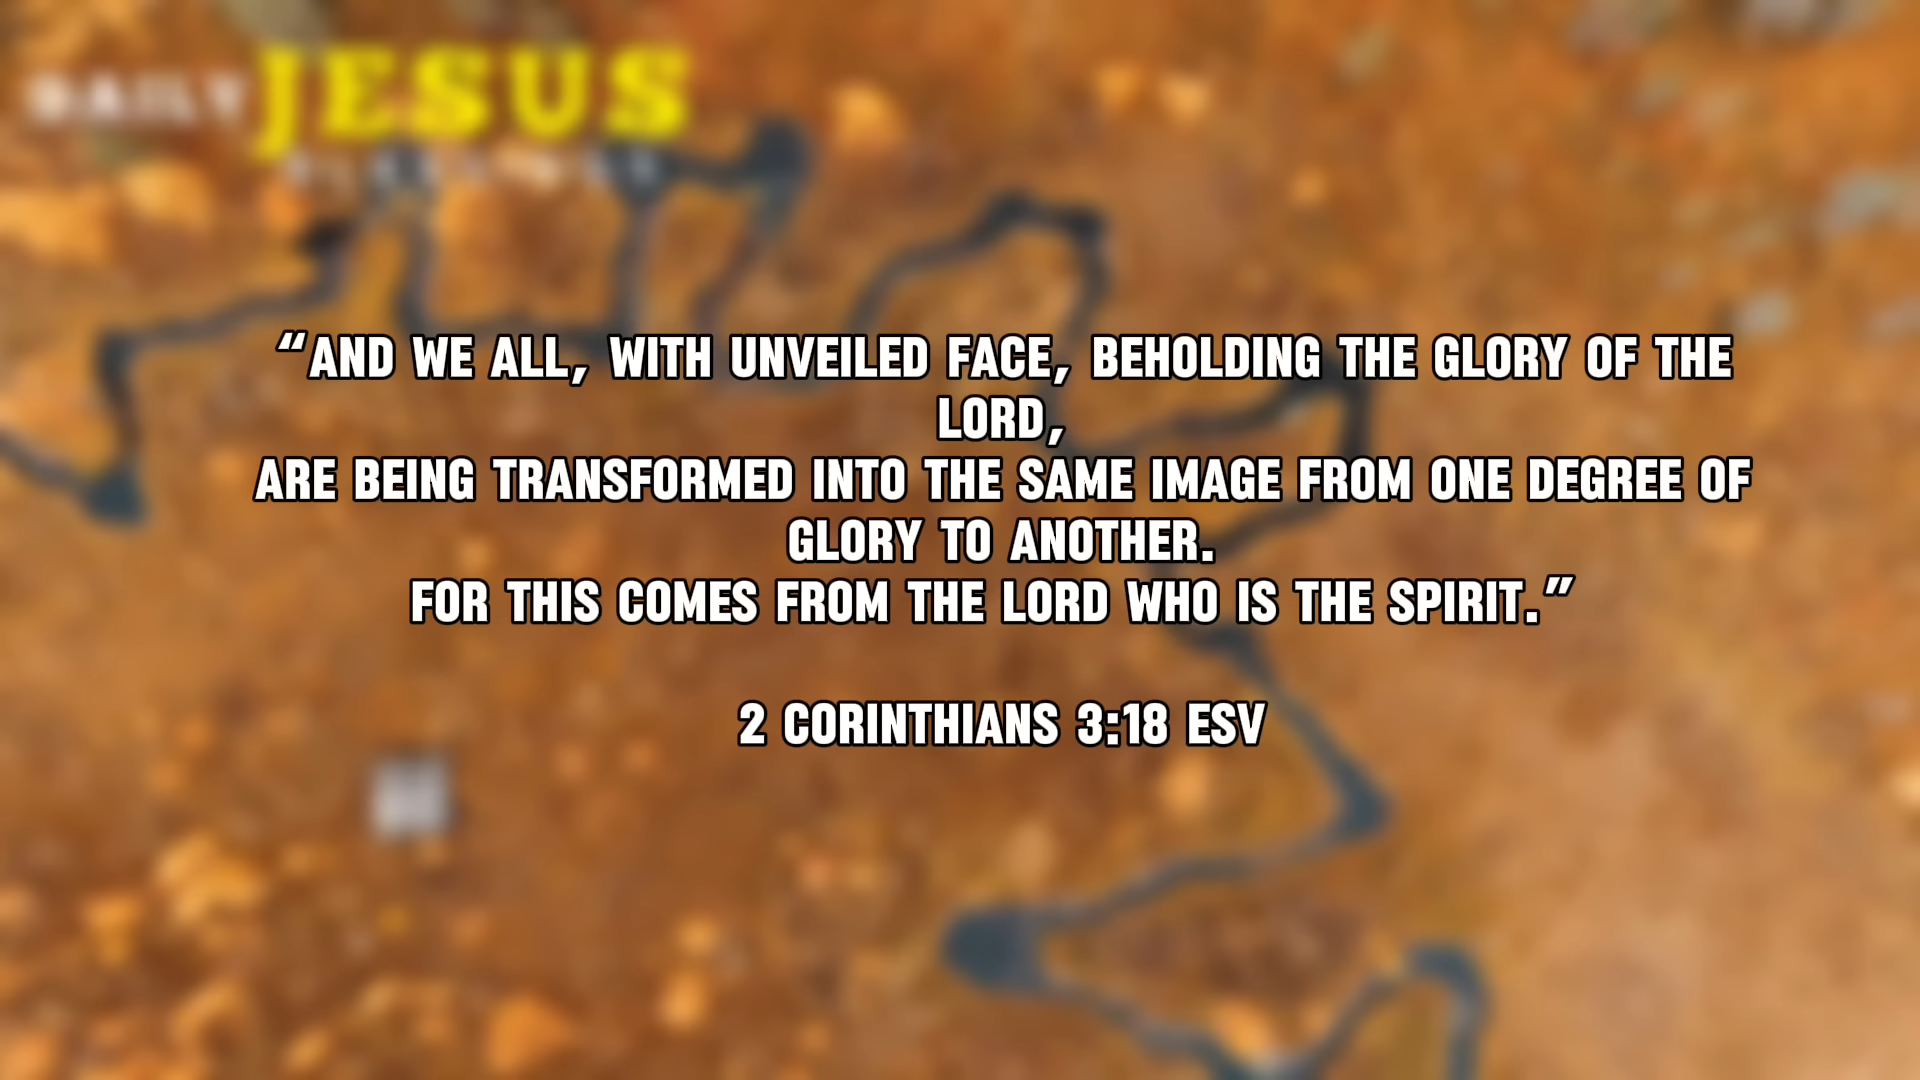 DAILY JESUS
“AND WE ALL, WITH UNVEILED FACE, BEHOLDING THE GLORY OF THE
LORD,
ARE BEING TRANSFORMED INTO THE SAME IMAGE FROM ONE DEGREE OF
GLORY TO ANOTHER.
FOR THIS COMES FROM THE LORD WHO IS THE SPIRIT.”
2 CORINTHIANS 3:18 ESV